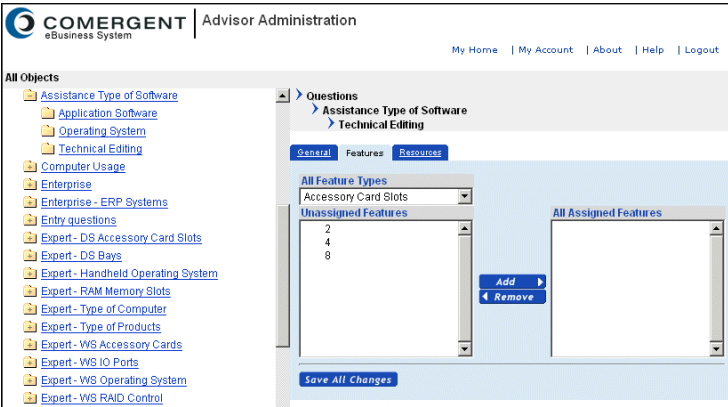 COMERGENT
eBusiness System
Advisor Administration
My Home | My Account | About | Help | Logout
All Objects
Assistance Type of Software
Application Software
Operating System
Technical Editing
Computer Usage
Enterprise
Enterprise - ERP Systems
Entry questions
Expert - DS Accessory Card Slots
Expert - DS Bays
Expert - Handheld Operating System
Expert - RAM Memory Slots
Expert - Type of Computer
Expert - Type of Products
Expert - WS Accessory Cards
Expert - WS IO Ports
Expert - WS Operating System
Expert - WS RAID Control
Questions
Assistance Type of Software
Technical Editing
General Features Resources
All Feature Types
Accessory Card Slots
Unassigned Features
2
4
8
Add
Remove
All Assigned Features
Save All Changes